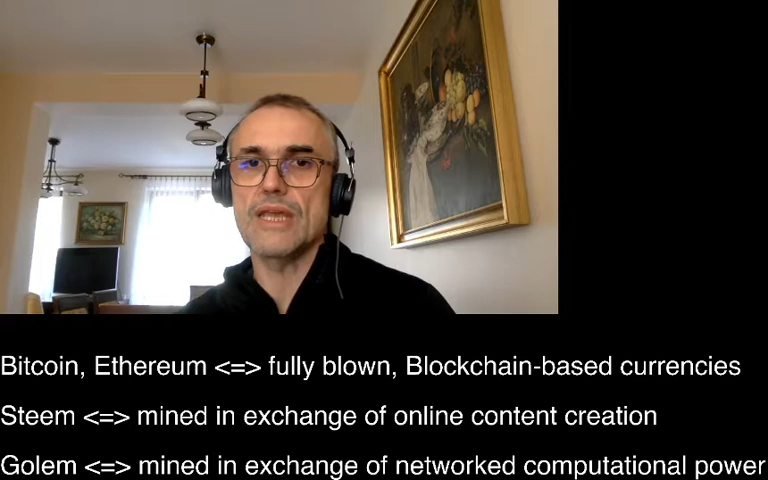 Bitcoin, Ethereum <=> fully blown, Blockchain-based currencies
Steem <=> mined in exchange of online content creation
Golem <=> mined in exchange of networked computational power